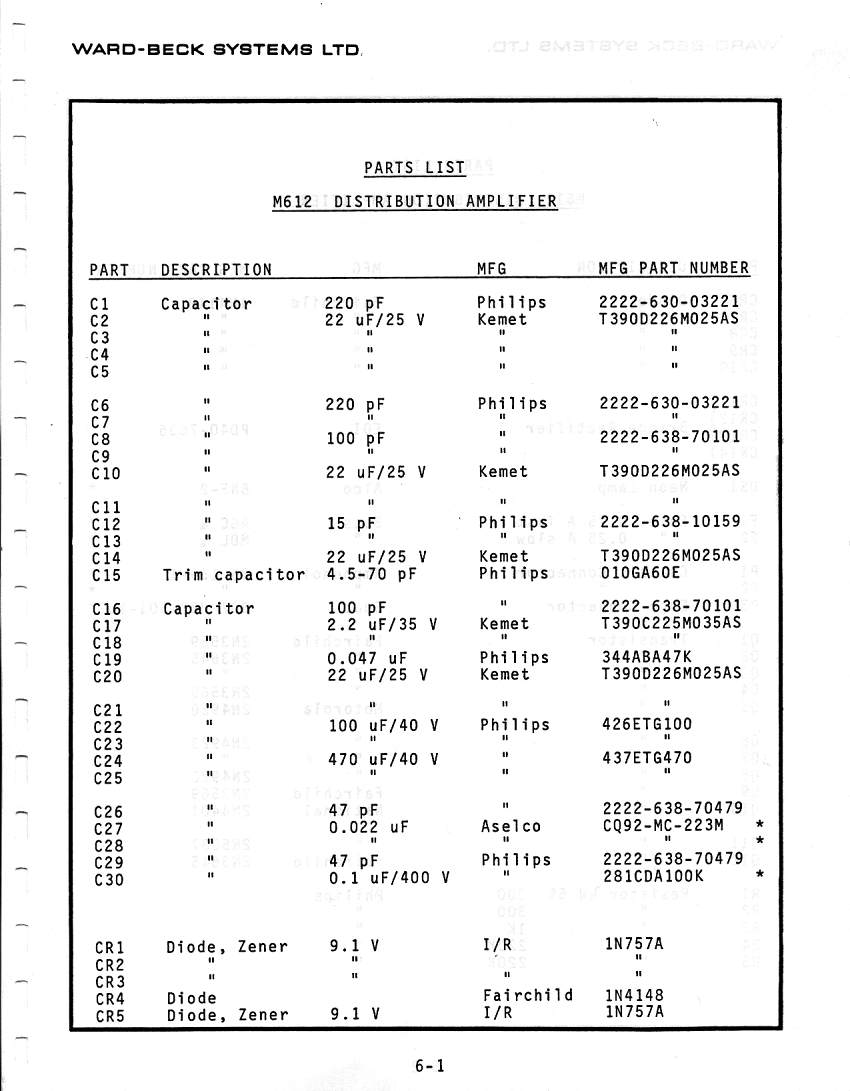 WARD-BECK SYSTEMS LTD.
PARTS LIST
M612 DISTRIBUTION AMPLIFIER
PART DESCRIPTION MFG MFG PART NUMBER
C1 Capacitor 220 pF Philips 2222-630-03221
C2 " 22 uF/25 V Kemet T390D226M025AS
C3 " " " "
C4 " " " "
C5 " " " "
C6 " 220 pF Philips 2222-630-03221
C7 " " " "
C8 " 100 pF " 2222-638-70101
C9 " " " "
C10 " 22 uF/25 V Kemet T390D226M025AS
C11 " " " "
C12 " 15 pF Philips 2222-638-10159
C13 " " " "
C14 " 22 uF/25 V Kemet T390D226M025AS
C15 Trim capacitor 4.5-70 pF Philips 010GA60E
C16 Capacitor 100 pF " 2222-638-70101
C17 " 2.2 uF/35 V Kemet T390C225M035AS
C18 " " " "
C19 " 0.047 uF Philips 344ABA47K
C20 " 22 uF/25 V Kemet T390D226M025AS
C21 " " " "
C22 " 100 uF/40 V Philips 426ETG100
C23 " " " "
C24 " 470 uF/40 V " 437ETG470
C25 " " " "
C26 " 47 pF " 2222-638-70479
C27 " 0.022 uF Aselco CQ92-MC-223M *
C28 " " " " *
C29 " 47 pF Philips 2222-638-70479
C30 " 0.1 uF/400 V " 281CDA100K *
CR1 Diode, Zener 9.1 V I/R 1N757A
CR2 " " "
CR3 " " " "
CR4 Diode Fairchild 1N4148
CR5 Diode, Zener 9.1 V I/R 1N757A
6-1